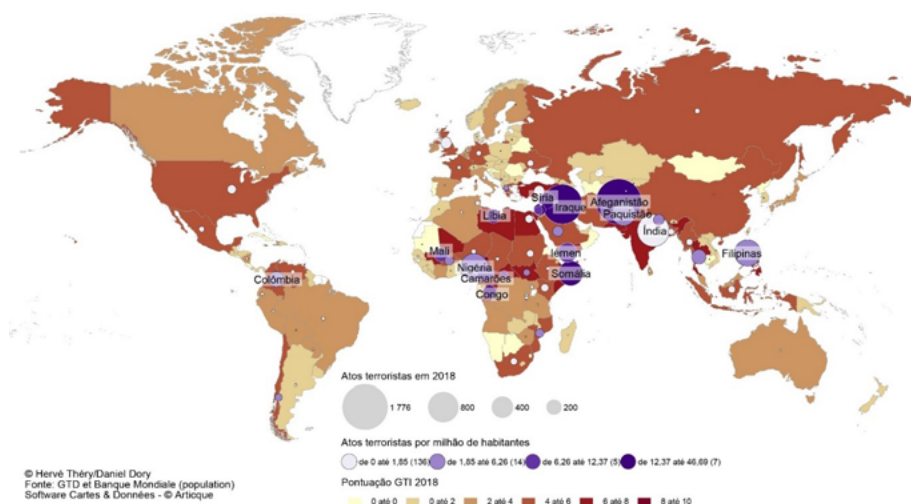 Síria
Iraque
Afeganistão
Paquistão
Líbia
Índia
Mali
Iêmen
Filipinas
Nigéria
Colômbia
Camarões
Somália
Congo
Atos terroristas em 2018
1 776 800 400 200
Atos terroristas por milhão de habitantes
de 0 até 1,85 (136) de 1,85 até 6,26 (14) de 6,26 até 12,37 (5) de 12,37 até 46,69 (7)
Pontuação GTI 2018
0 até 0 0 até 2 2 até 4 4 até 6 6 até 8 8 até 10
© Hervé Théry/Daniel Dory
Fonte: GTD et Banque Mondiale (population)
Software Cartes & Données - © Articque